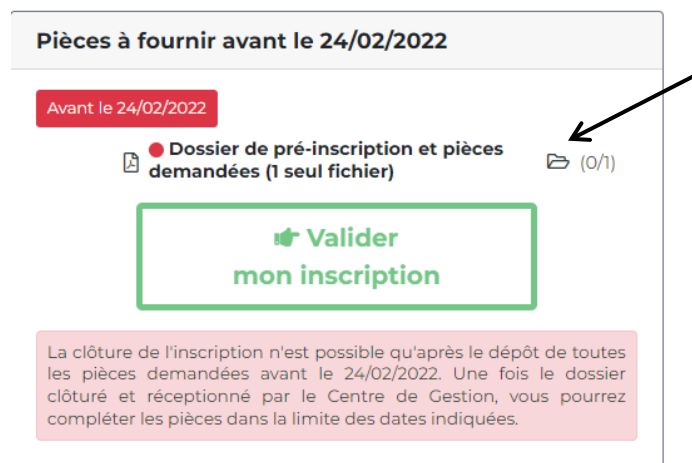 Pièces à fournir avant le 24/02/2022
Avant le 24/02/2022
Dossier de pré-inscription et pièces
demandées (1 seul fichier)
(0/1)
Valider
mon inscription
La clôture de l'inscription n'est possible qu'après le dépôt de toutes
les pièces demandées avant le 24/02/2022. Une fois le dossier
clôturé et réceptionné par le Centre de Gestion, vous pourrez
compléter les pièces dans la limite des dates indiquées.